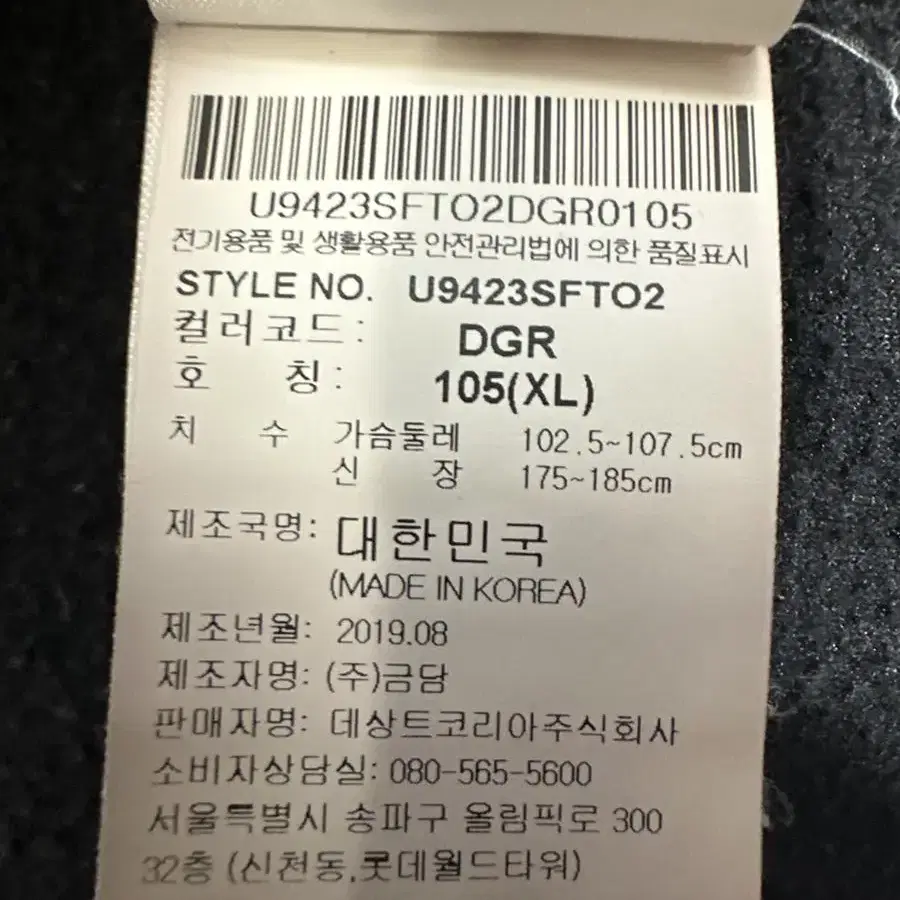 U9423SFTO2DGR0105
전기용품 및 생활용품 안전관리법에 의한 품질표시
STYLE NO. U9423SFTO2
컬러코드: DGR
호 칭: 105(XL)
치 수 가슴둘레 102.5~107.5cm
신 장 175~185cm
제조국명: 대한민국
(MADE IN KOREA)
제조년월: 2019.08
제조자명: (주)금담
판매자명: 데상트코리아주식회사
소비자상담실: 080-565-5600
서울특별시 송파구 올림픽로 300
32층 (신천동,롯데월드타워)